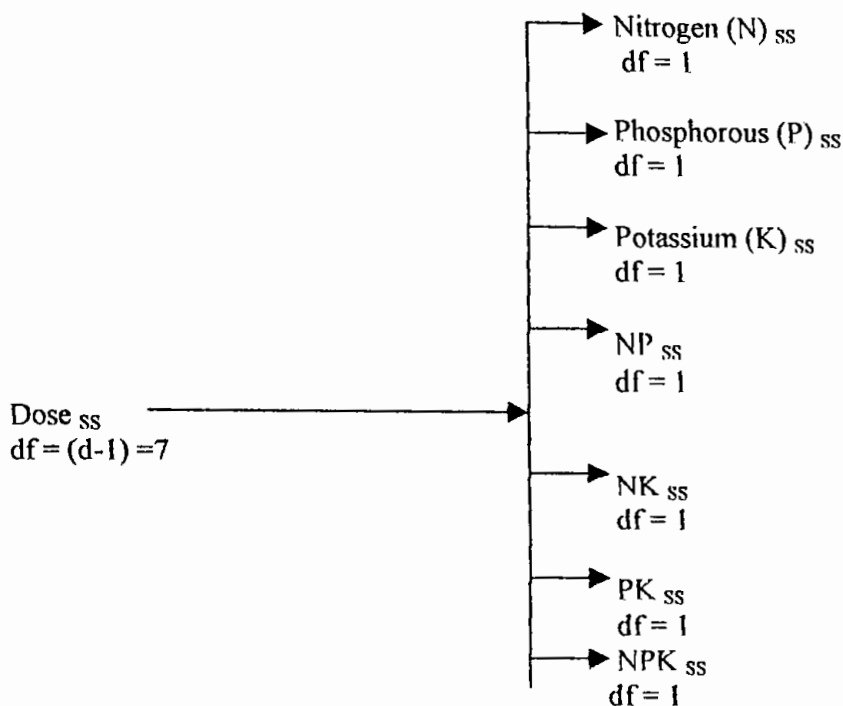 Nitrogen (N) ss
df = 1
Phosphorous (P) ss
df = 1
Potassium (K) ss
df = 1
NP ss
df = 1
Dose ss
df = (d-1) =7
NK ss
df = 1
PK ss
df = 1
NPK ss
df = 1